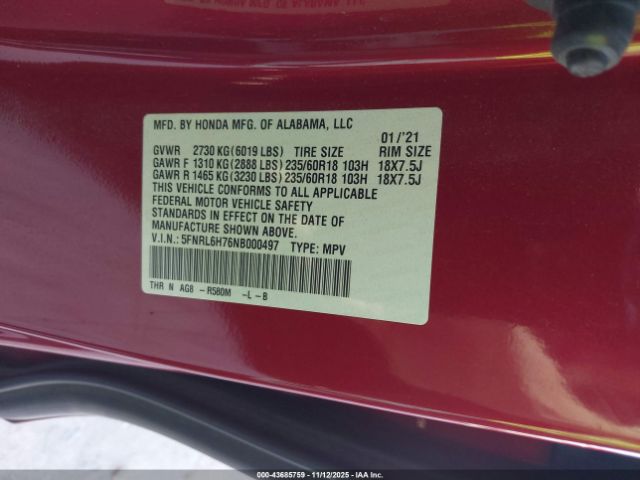 MFD. BY HONDA MFG. OF ALABAMA, LLC
01/'21
GVWR 2730 KG(6019 LBS) TIRE SIZE RIM SIZE
GAWR F 1310 KG(2888 LBS) 235/60R18 103H 18X7.5J
GAWR R 1465 KG(3230 LBS) 235/60R18 103H 18X7.5J
THIS VEHICLE CONFORMS TO ALL APPLICABLE
FEDERAL MOTOR VEHICLE SAFETY
STANDARDS IN EFFECT ON THE DATE OF
MANUFACTURE SHOWN ABOVE.
V.I.N.: 5FNRL6H76NB000497 TYPE: MPV
THR N AG8 - R580M -L - B
000-43685759 - 11/12/2025 - IAAI, Inc.